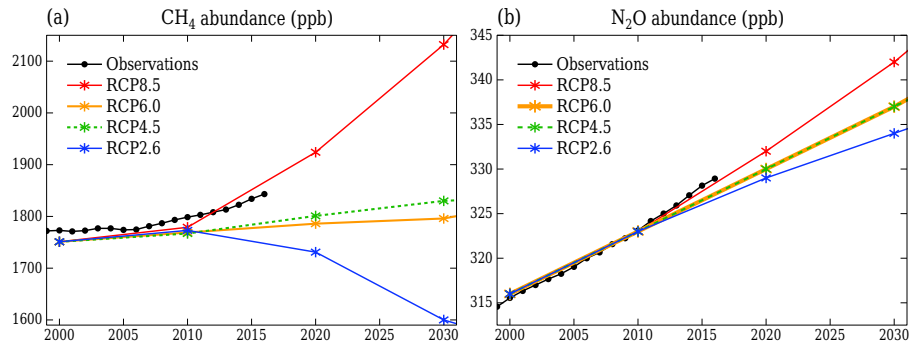 (a) CH₄ abundance (ppb)
2100
2000
1900
1800
1700
1600
Observations
RCP8.5
RCP6.0
RCP4.5
RCP2.6
2000 2005 2010 2015 2020 2025 2030
(b) N₂O abundance (ppb)
345
340
335
330
325
320
315
Observations
RCP8.5
RCP6.0
RCP4.5
RCP2.6
2000 2005 2010 2015 2020 2025 2030